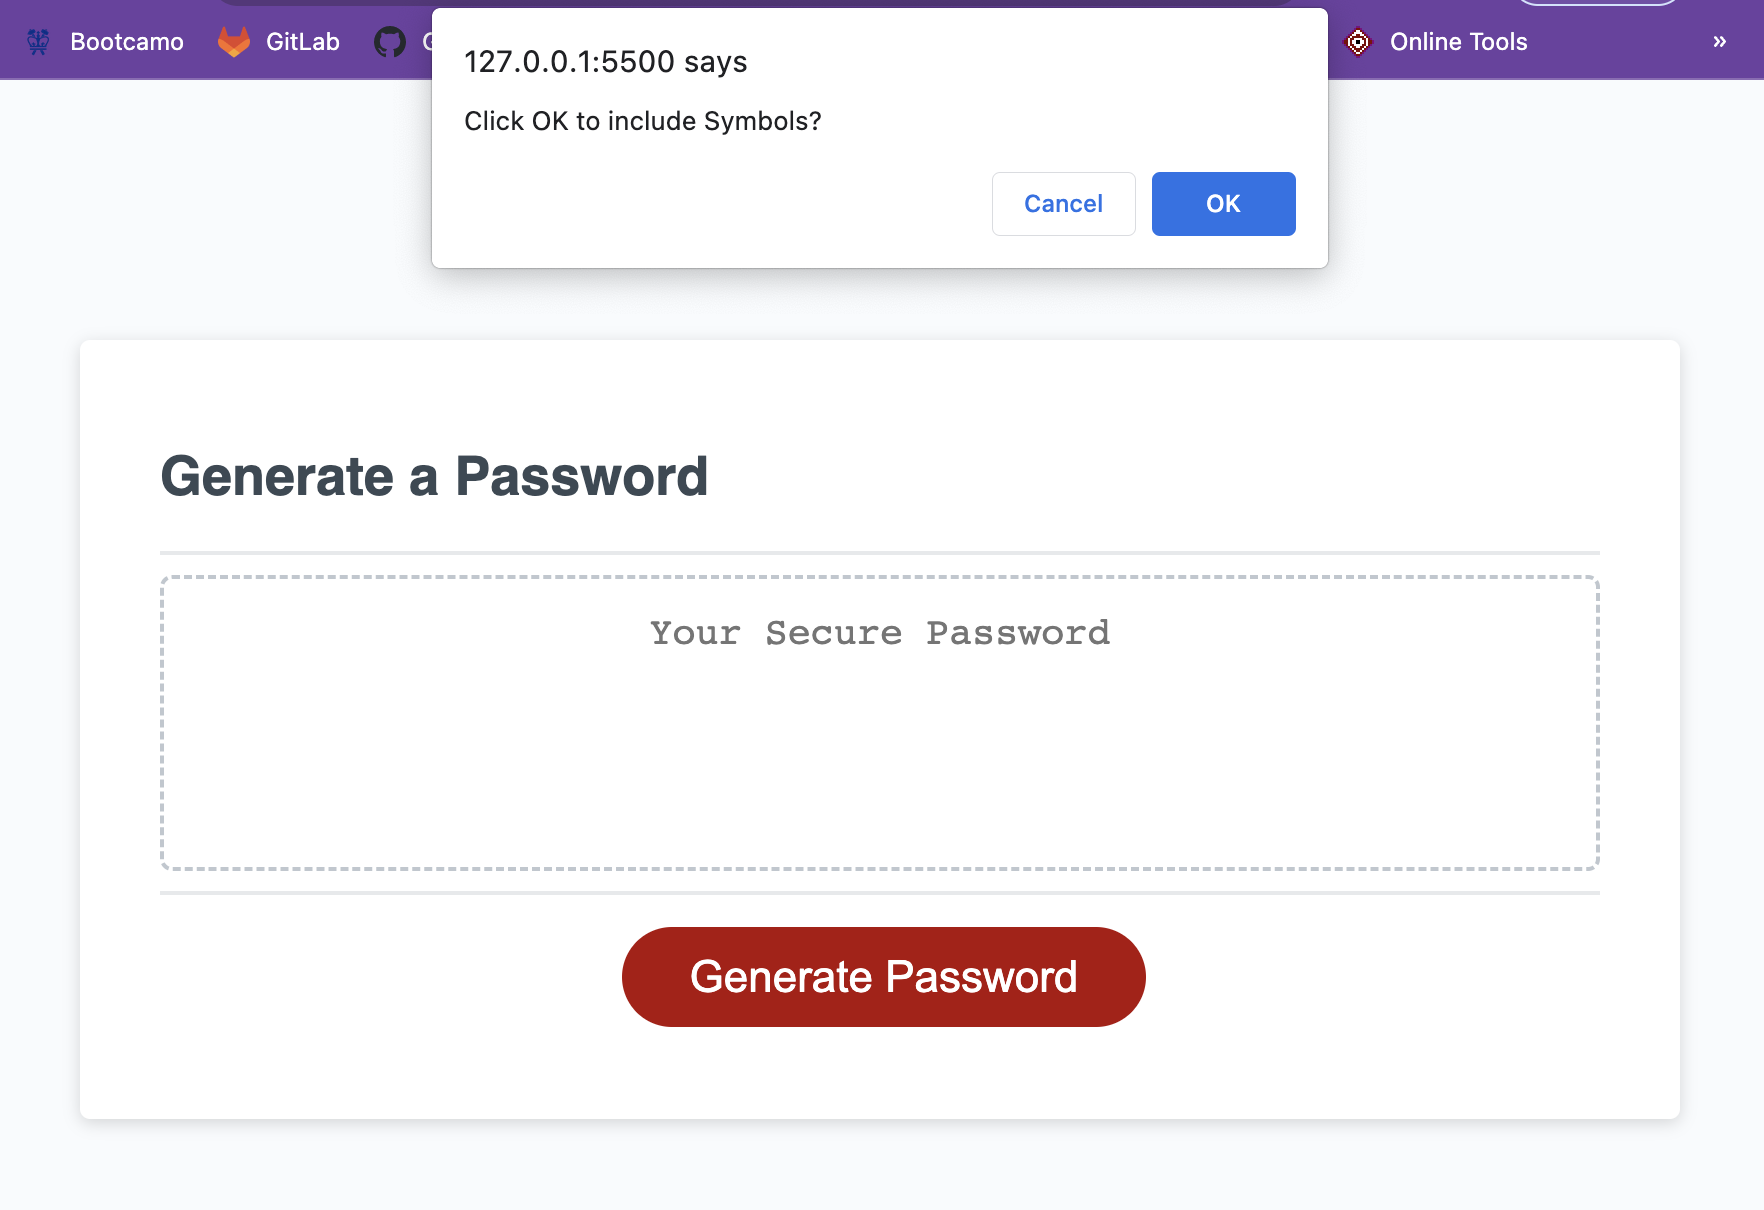 Bootcamo GitLab Online Tools »
127.0.0.1:5500 says
Click OK to include Symbols?
Cancel OK
Generate a Password
Your Secure Password
Generate Password